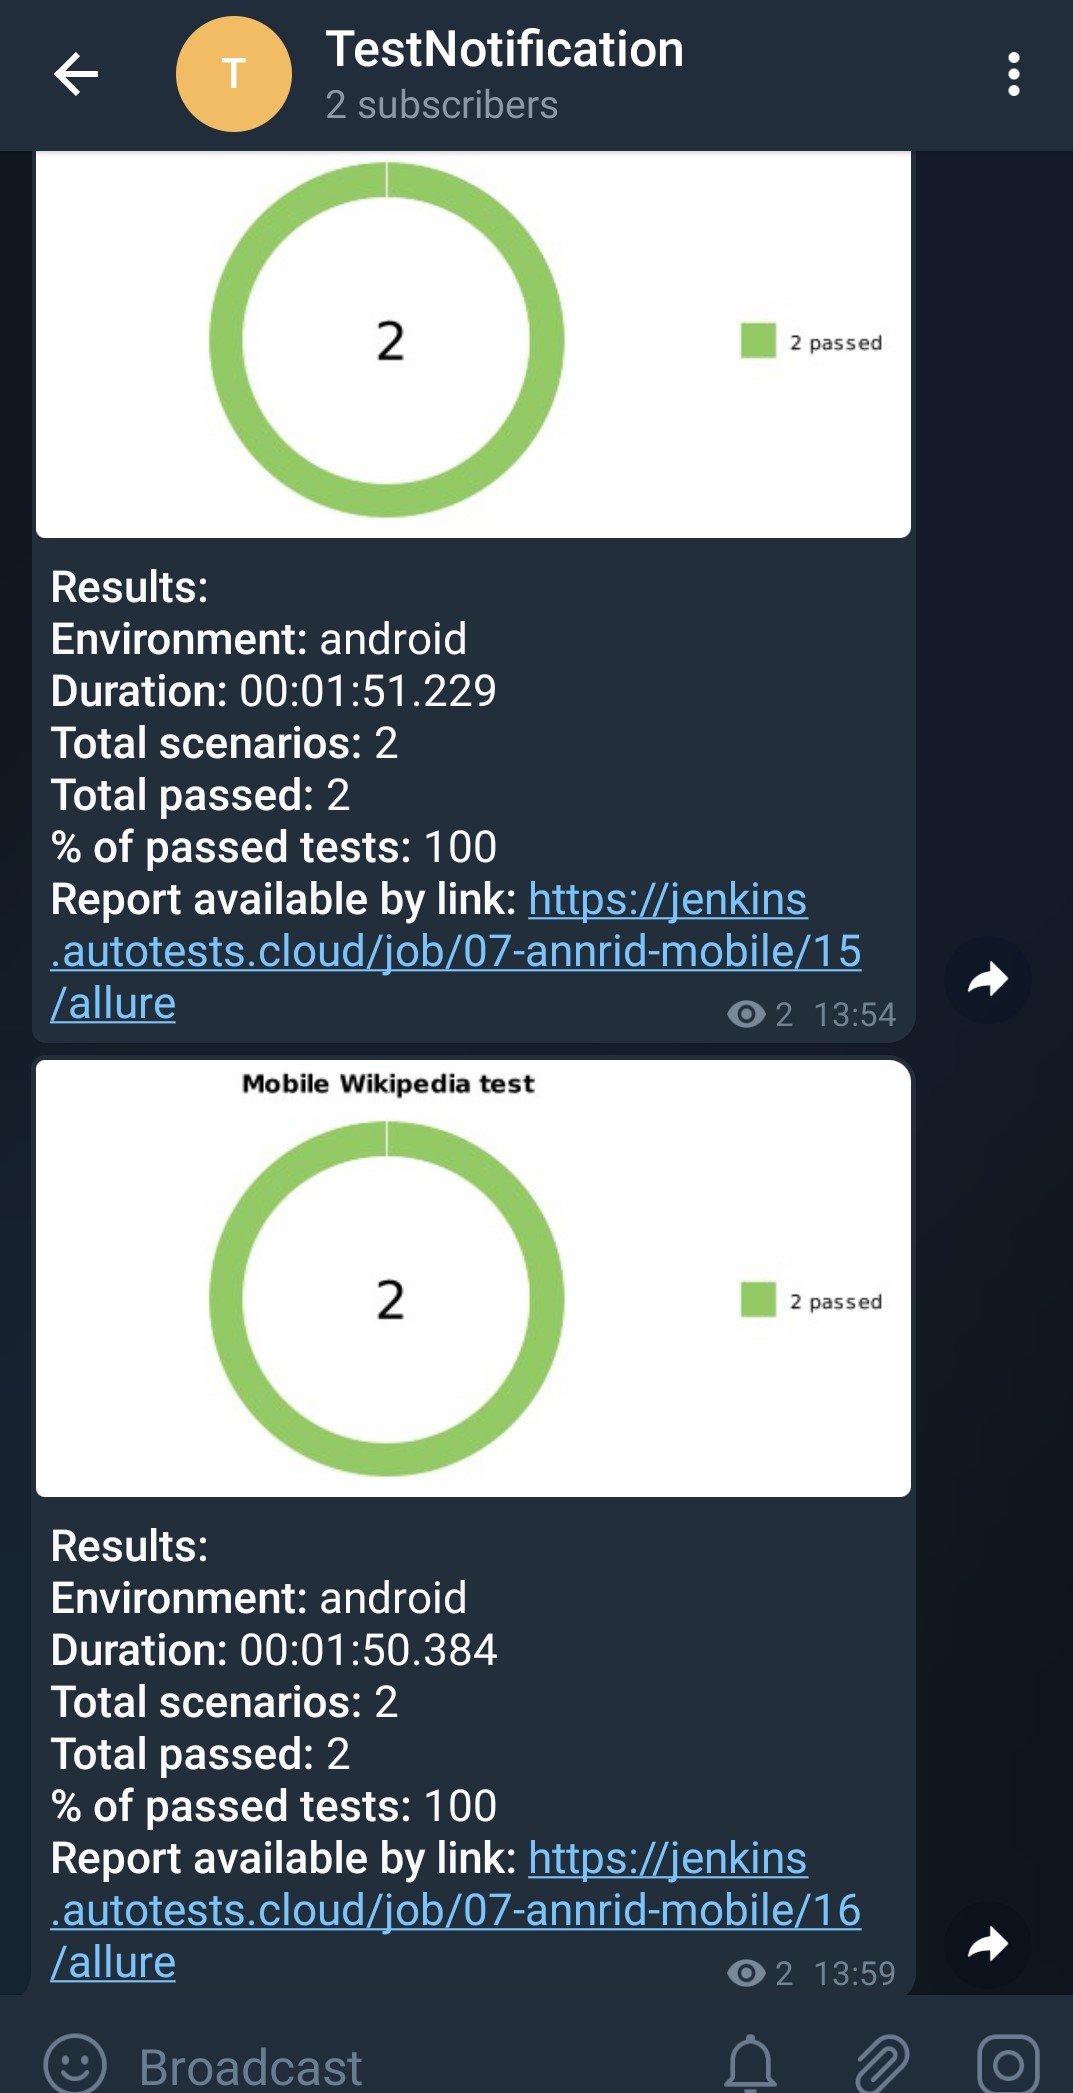 T
TestNotification
2 subscribers
2
2 passed
Results:
Environment: android
Duration: 00:01:51.229
Total scenarios: 2
Total passed: 2
% of passed tests: 100
Report available by link: https://jenkins
.autotests.cloud/job/07-annrid-mobile/15
/allure
2 13:54
Mobile Wikipedia test
2
2 passed
Results:
Environment: android
Duration: 00:01:50.384
Total scenarios: 2
Total passed: 2
% of passed tests: 100
Report available by link: https://jenkins
.autotests.cloud/job/07-annrid-mobile/16
/allure
2 13:59
Broadcast